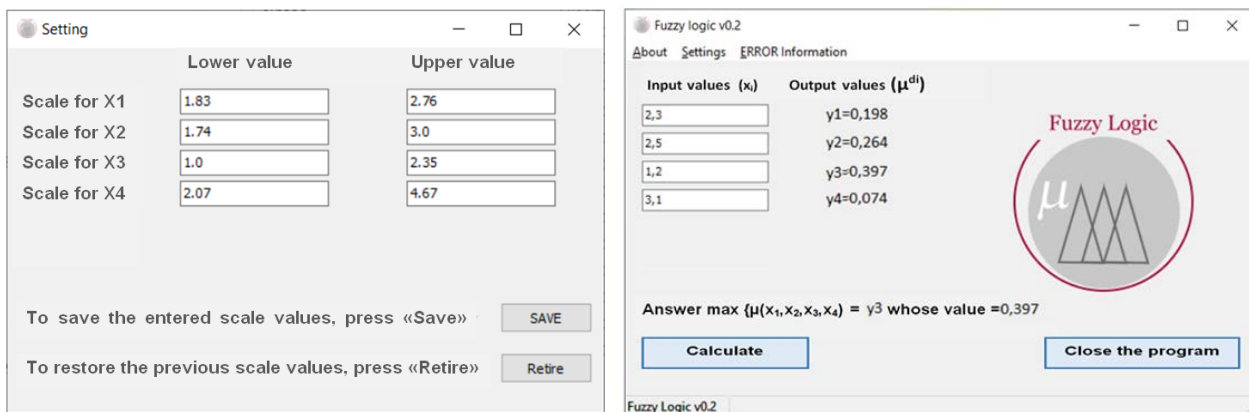 Setting
Lower value Upper value
Scale for X1 1.83 2.76
Scale for X2 1.74 3.0
Scale for X3 1.0 2.35
Scale for X4 2.07 4.67
To save the entered scale values, press «Save» SAVE
To restore the previous scale values, press «Retire» Retire
Fuzzy logic v0.2
About Settings ERROR Information
Input values (xᵢ) Output values (μᵈⁱ)
2,3 y1=0,198
2,5 y2=0,264
1,2 y3=0,397
3,1 y4=0,074
Fuzzy Logic
μ
Answer max {μ(x₁,x₂,x₃,x₄) = y3 whose value =0,397
Calculate Close the program
Fuzzy Logic v0.2